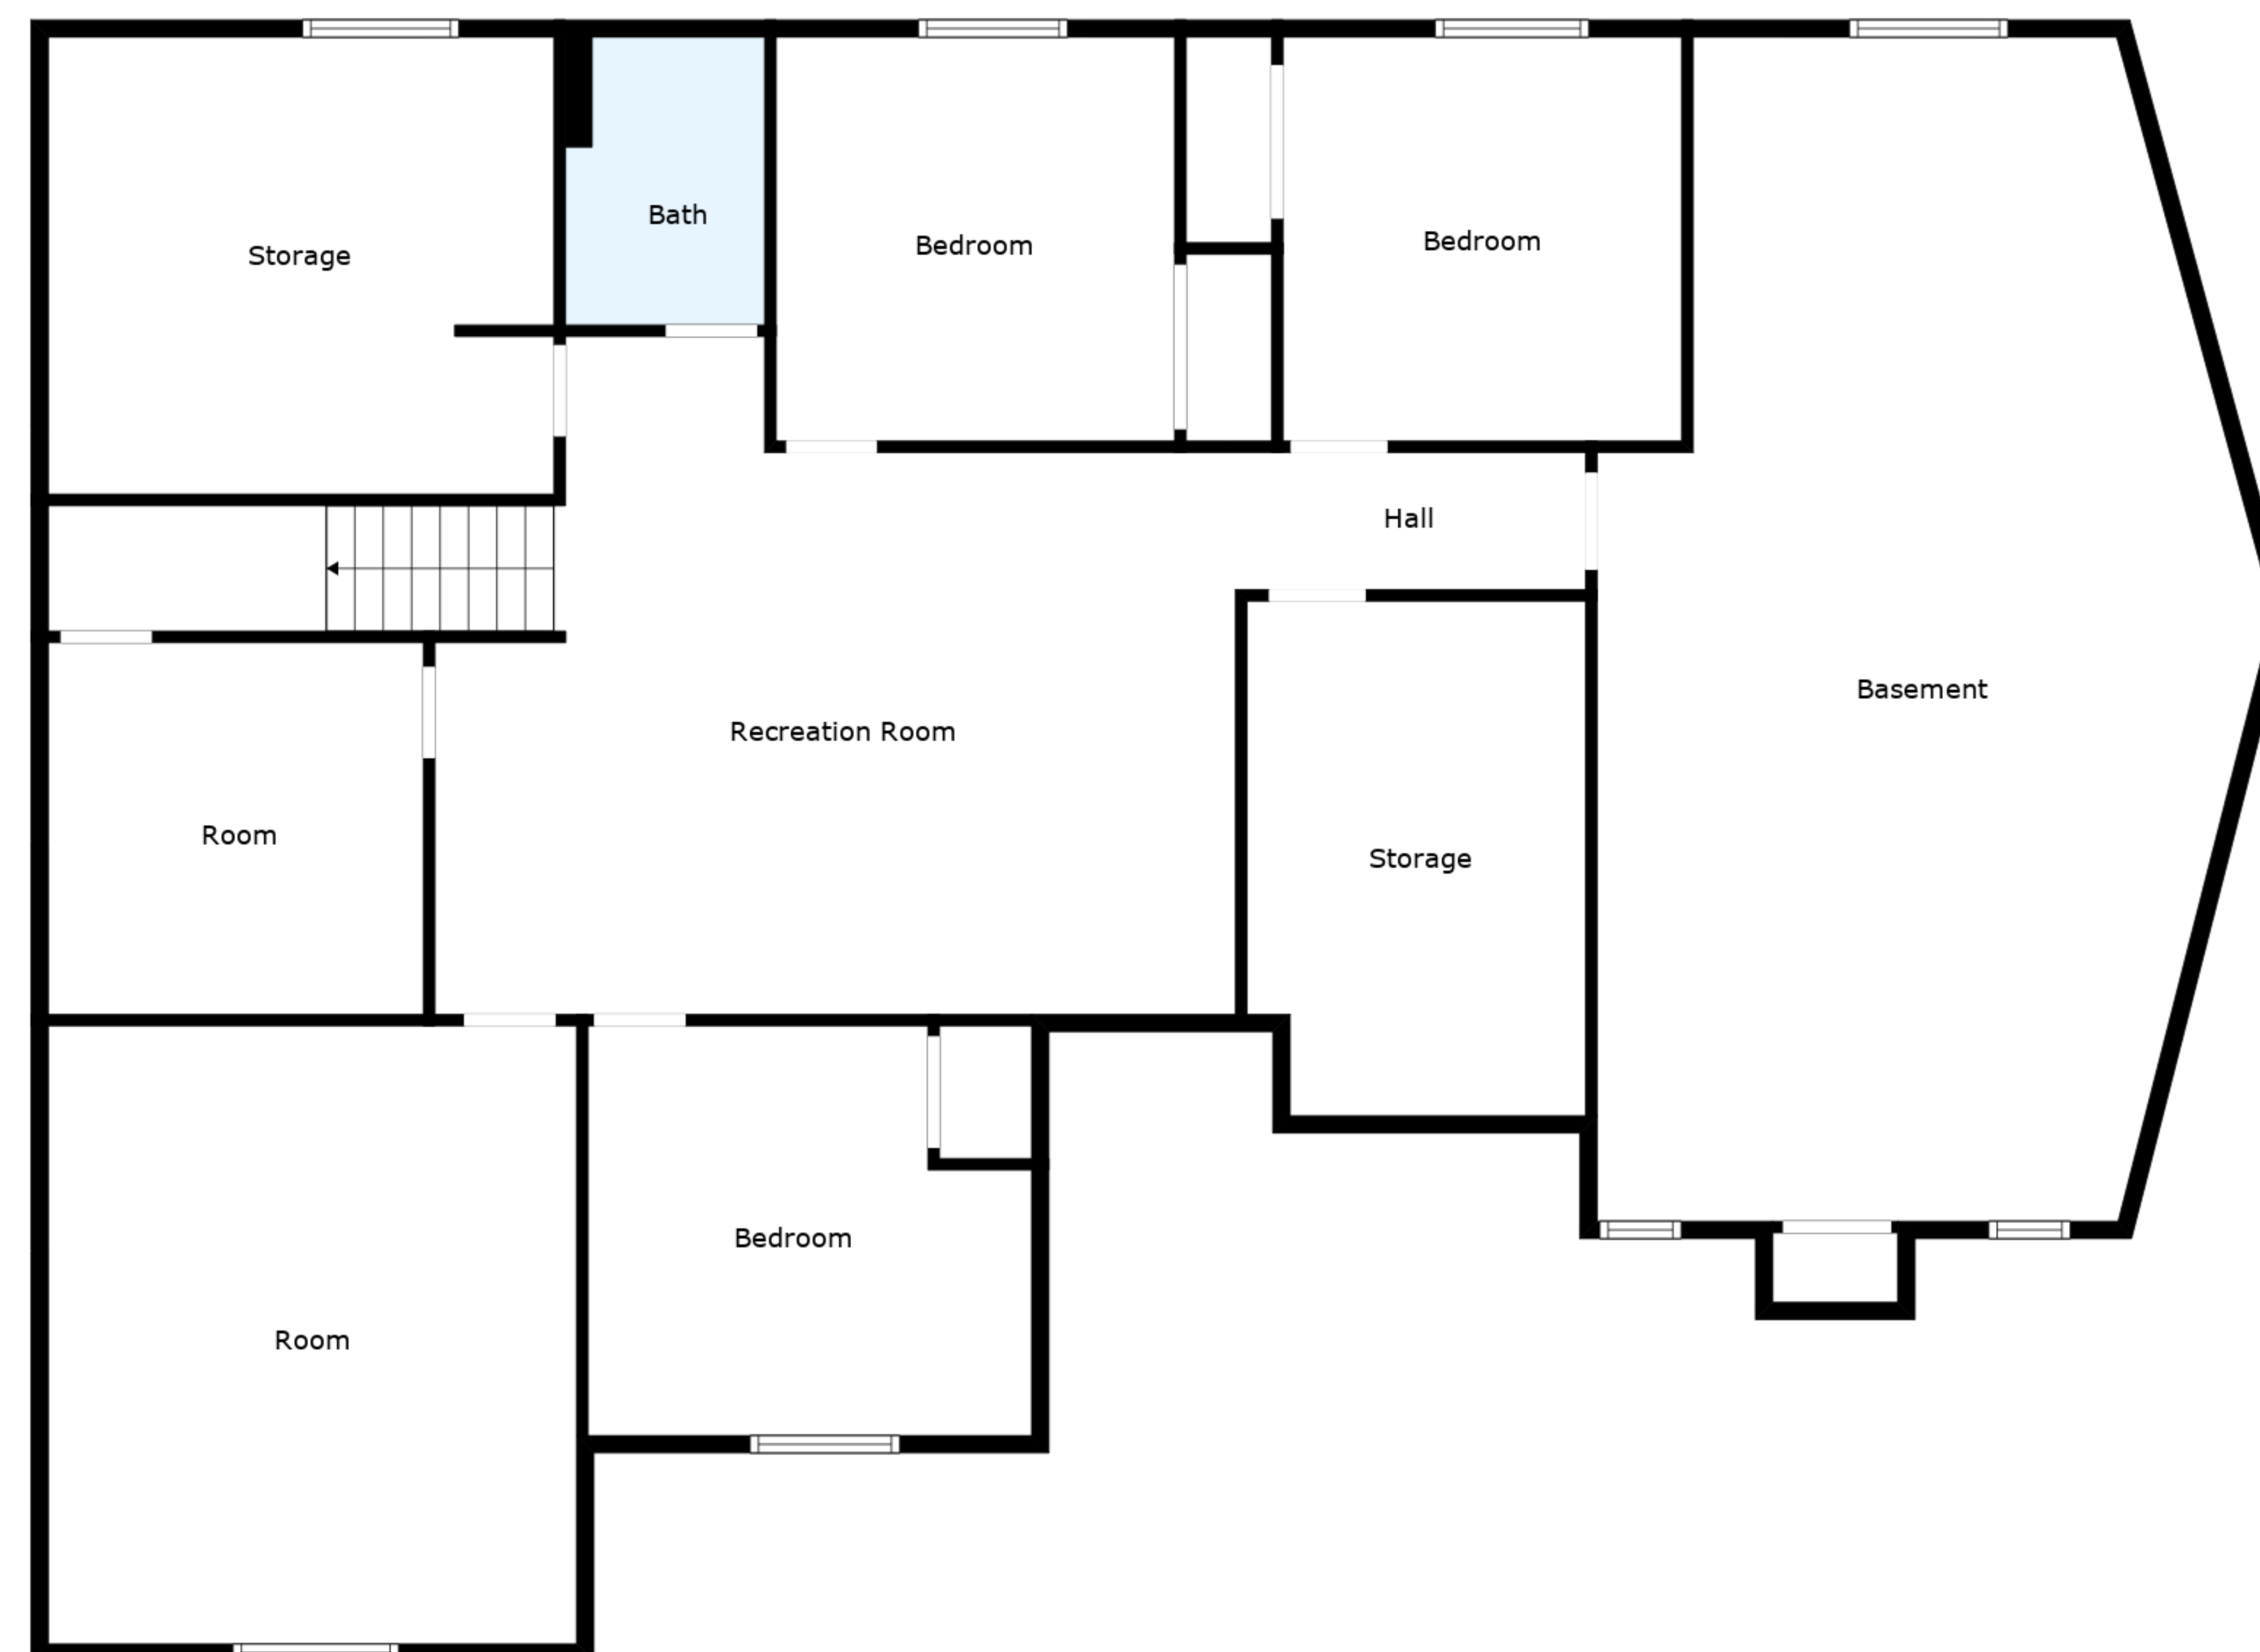 Bath
Storage
Bedroom
Bedroom
Hall
Basement
Recreation Room
Room
Storage
Bedroom
Room